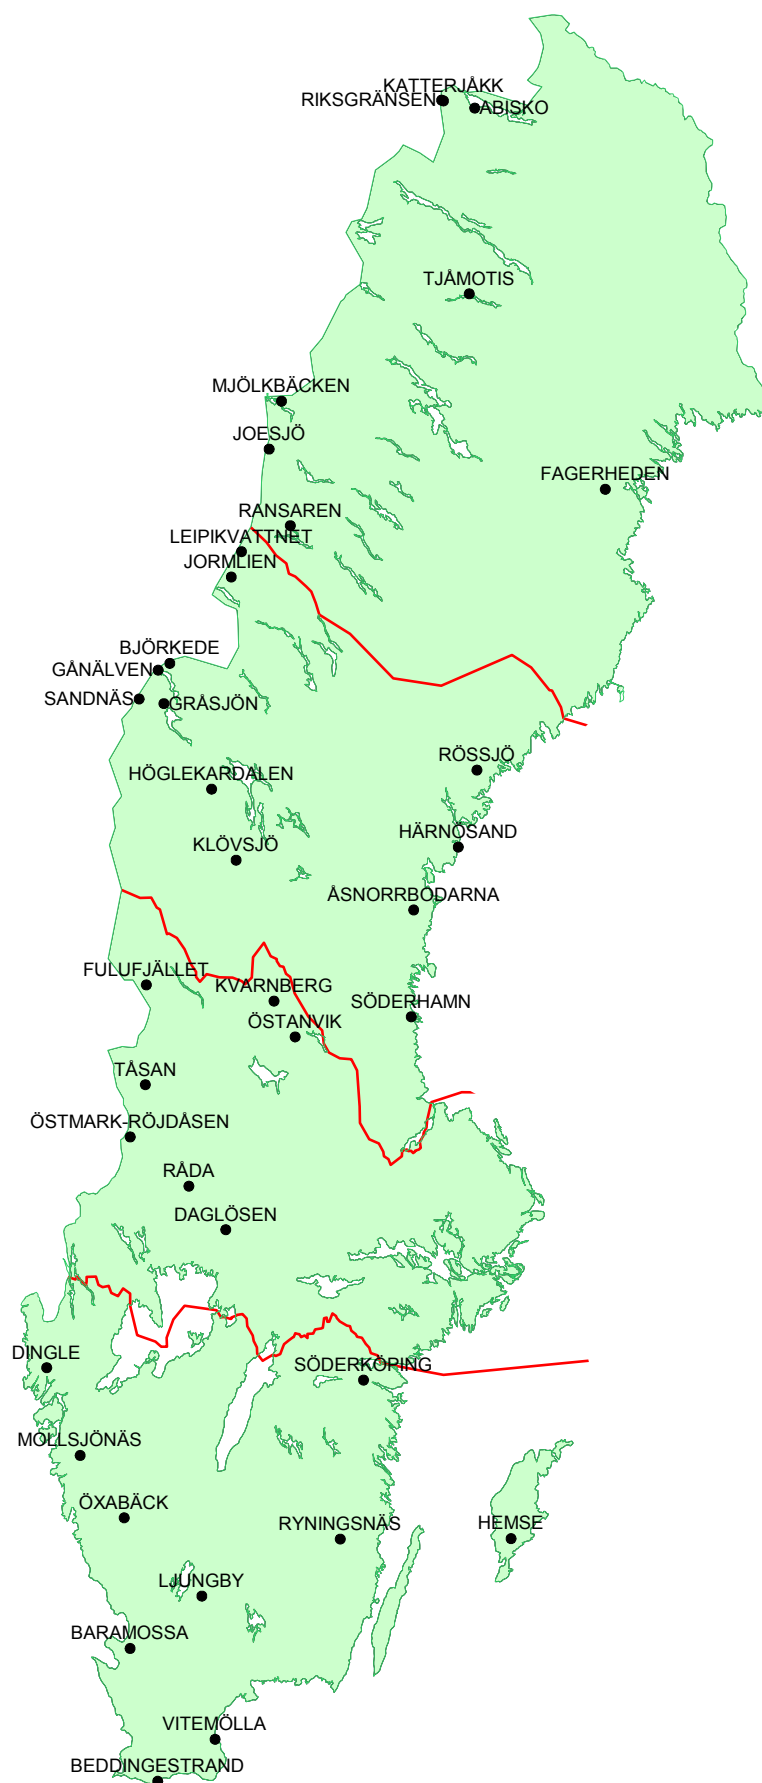 KATTERJÅKK
RIKSGRÄNSEN
ABISKO
TJÅMOTIS
MJÖLKBÄCKEN
JOESJÖ
FAGERHEDEN
RANSAREN
LEIPIKVATTNET
JORMLIEN
BJÖRKEDE
GÅNÄLVEN
SANDNÄS
GRÅSJÖN
RÖSSJÖ
HÖGLEKARDALEN
HÄRNÖSAND
KLÖVSJÖ
ÅSNORRBODARNA
FULUFJÄLLET
KVARNBERG
SÖDERHAMN
ÖSTANVIK
TÅSAN
ÖSTMARK-RÖJDÅSEN
RÅDA
DAGLÖSEN
DINGLE
SÖDERKÖPING
MOLLSJÖNÄS
ÖXABÄCK
RYNINGSNÄS
HEMSE
LJUNGBY
BARAMOSSA
VITEMÖLLA
BEDDINGESTRAND